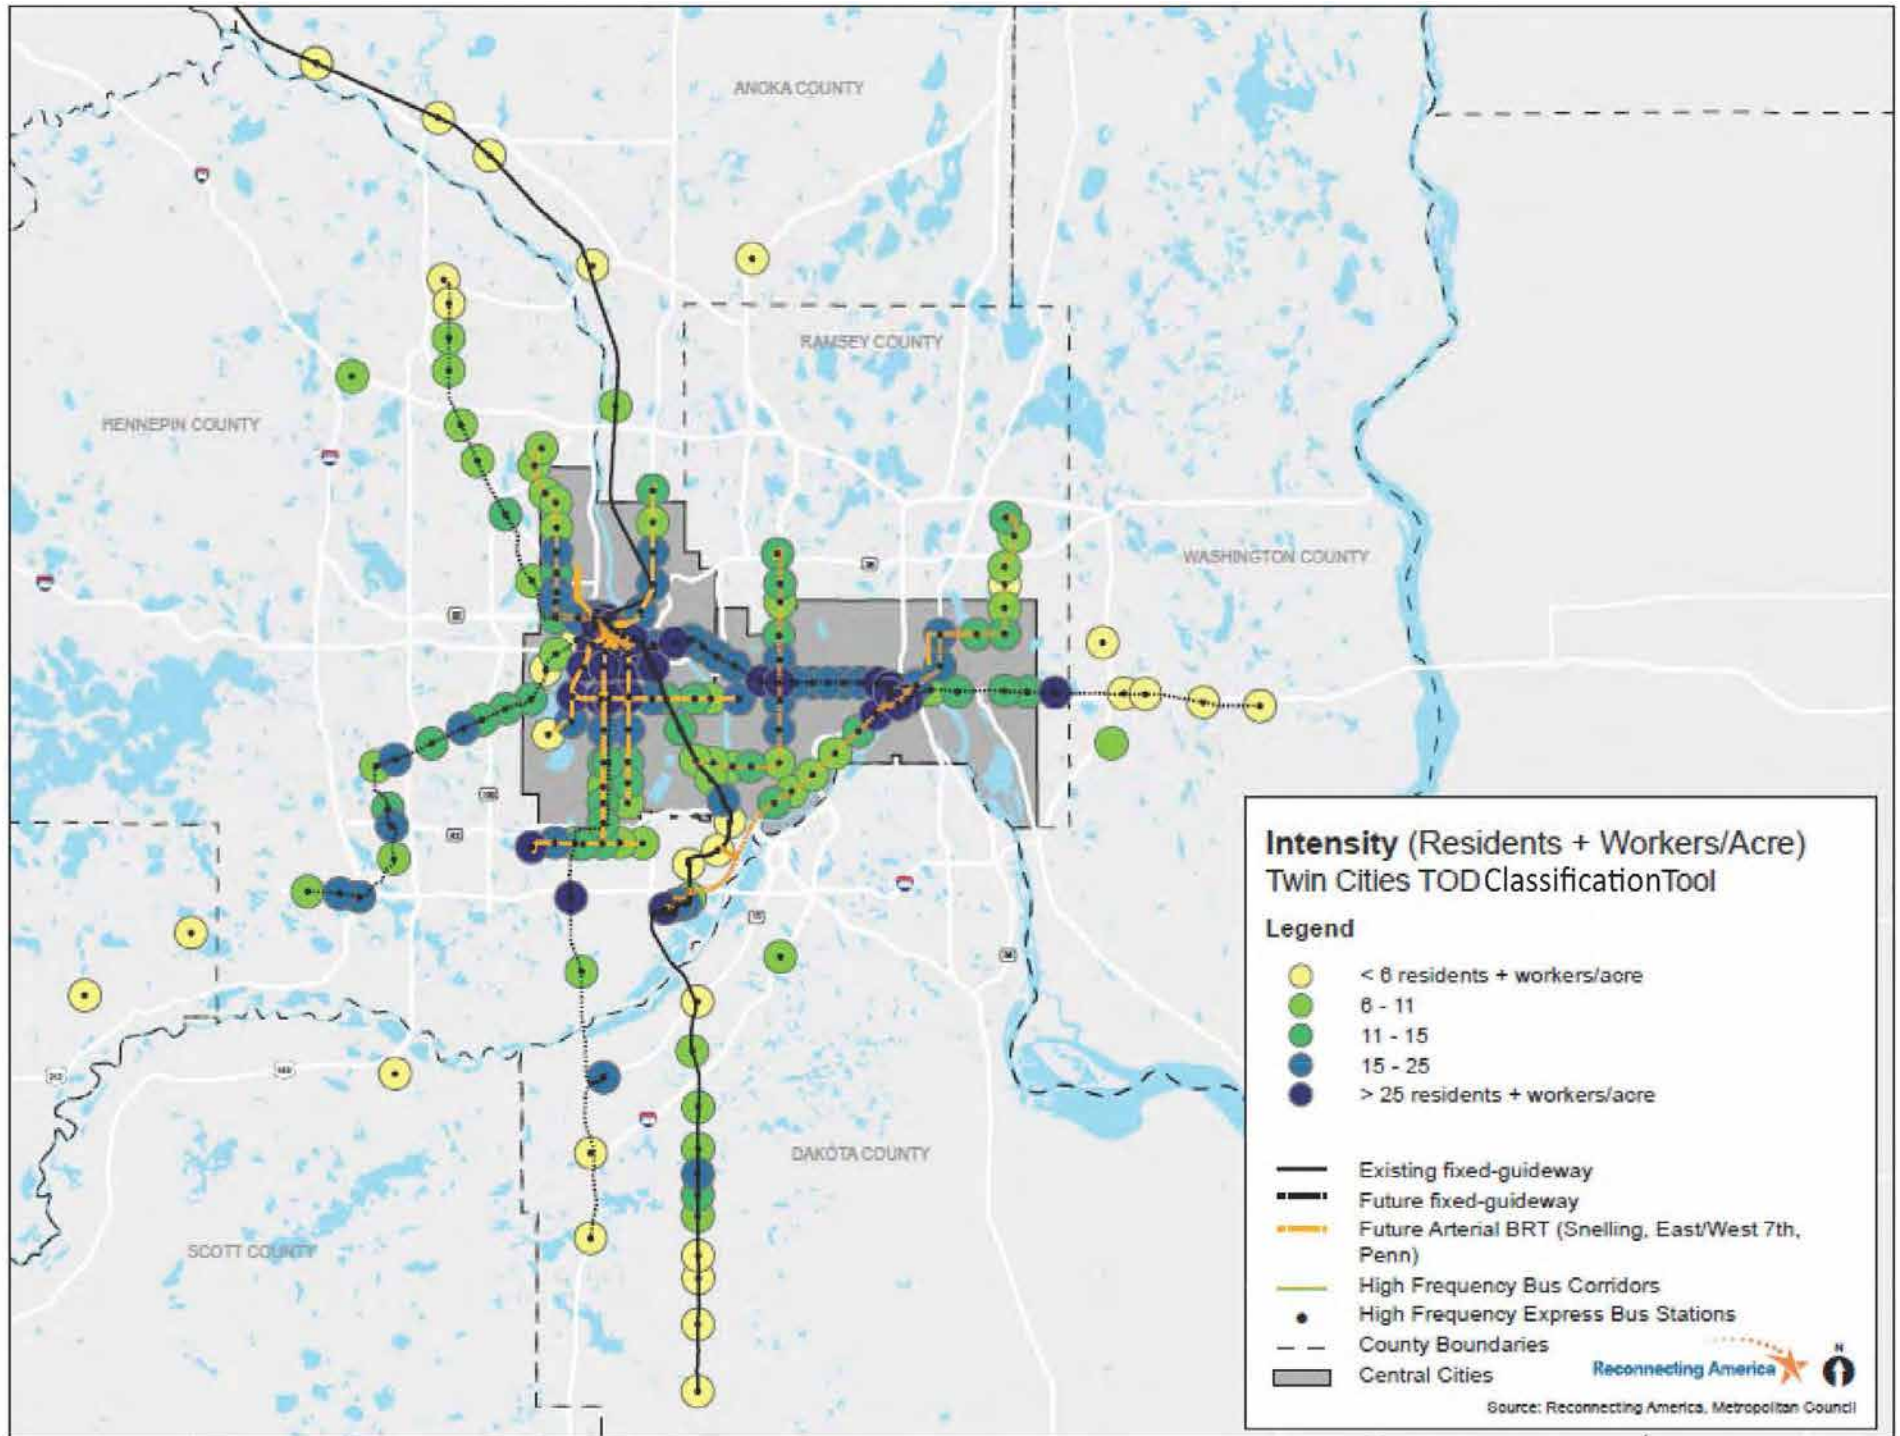 ANOKA COUNTY
RAMSEY COUNTY
HENNEPIN COUNTY
WASHINGTON COUNTY
DAKOTA COUNTY
SCOTT COUNTY
Intensity (Residents + Workers/Acre)
Twin Cities TOD Classification Tool
Legend
< 6 residents + workers/acre
6 - 11
11 - 15
15 - 25
> 25 residents + workers/acre
Existing fixed-guideway
Future fixed-guideway
Future Arterial BRT (Snelling, East/West 7th,
Penn)
High Frequency Bus Corridors
High Frequency Express Bus Stations
County Boundaries
Central Cities
Reconnecting America
N
Source: Reconnecting America, Metropolitan Council